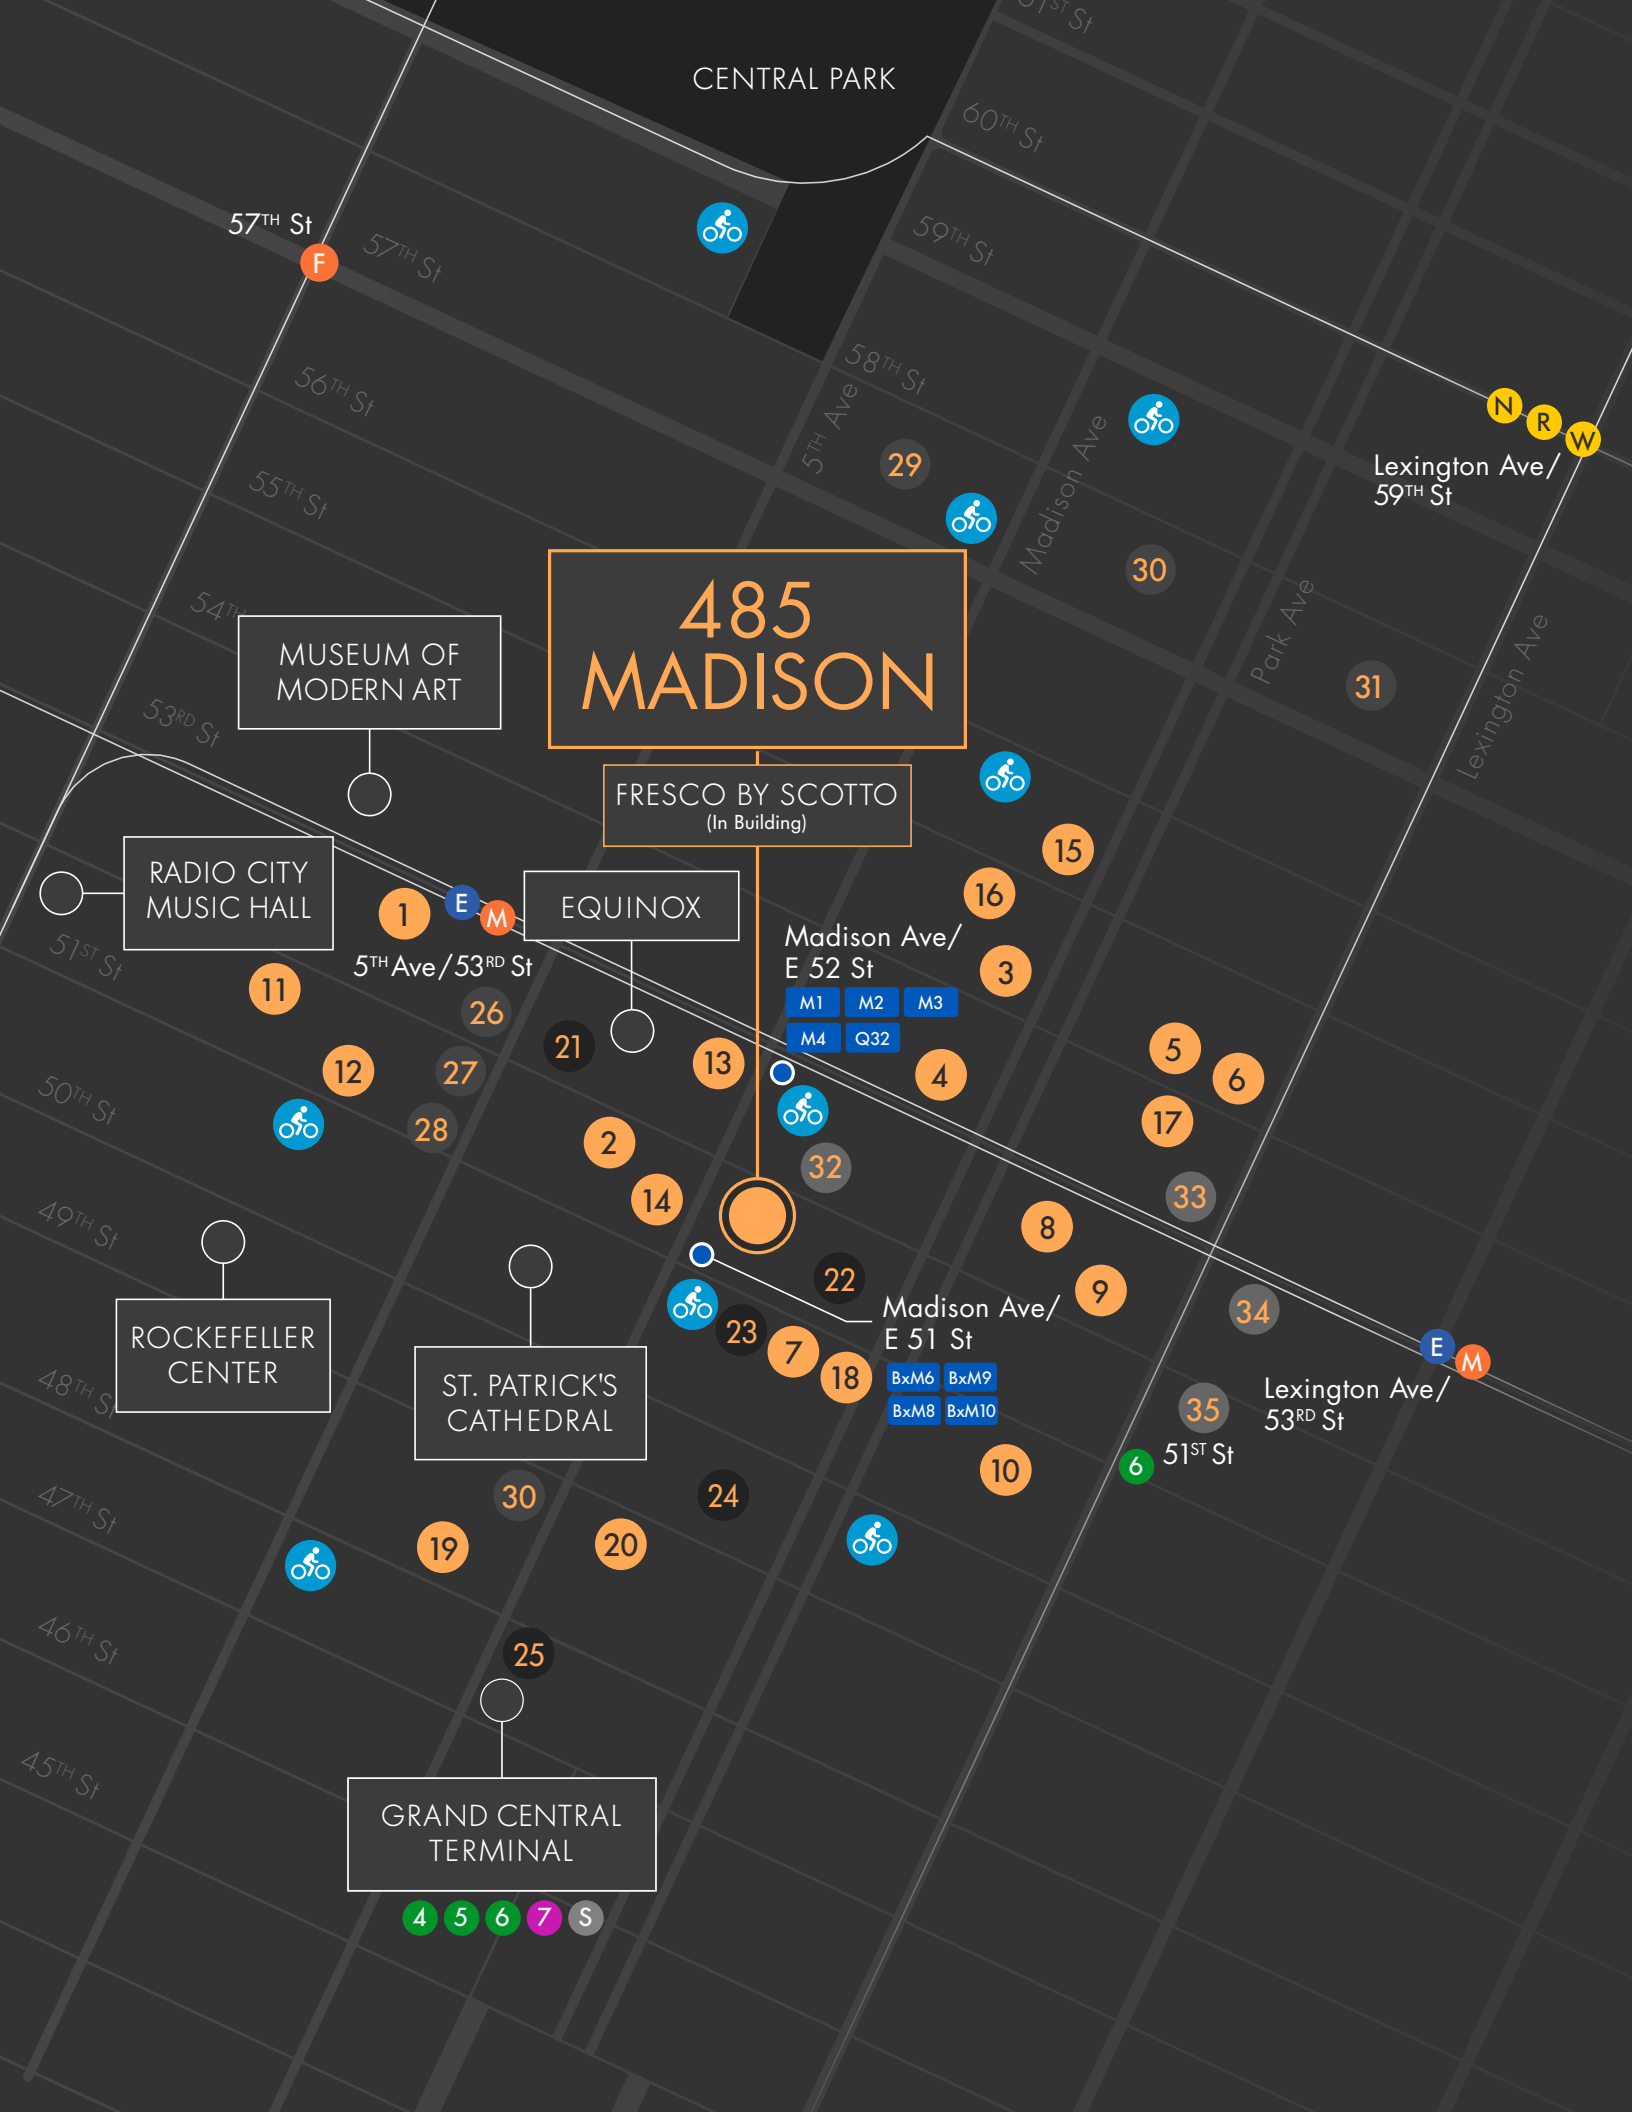 61ST St
CENTRAL PARK
60TH St
57TH St
F
57TH St
59TH St
58TH St
56TH St
5TH Ave
Madison Ave
N
R
W
Lexington Ave/
59TH St
29
55TH St
30
54TH
485
MADISON
MUSEUM OF
MODERN ART
Park Ave
31
Lexington Ave
53RD St
FRESCO BY SCOTTO
(In Building)
15
RADIO CITY
MUSIC HALL
16
1
E
M
EQUINOX
5TH Ave/53RD St
Madison Ave/
E 52 St
M1
M2
M3
M4
Q32
3
51ST St
11
26
21
13
4
5
6
12
27
17
50TH St
28
2
32
14
33
49TH St
8
22
9
34
Madison Ave/
E 51 St
BxM6
BxM9
BxM8
BxM10
23
7
18
ROCKEFELLER
CENTER
E
M
Lexington Ave/
53RD St
35
48TH St
ST. PATRICK'S
CATHEDRAL
6
51ST St
10
30
24
47TH St
19
20
46TH St
25
45TH St
GRAND CENTRAL
TERMINAL
4
5
6
7
S